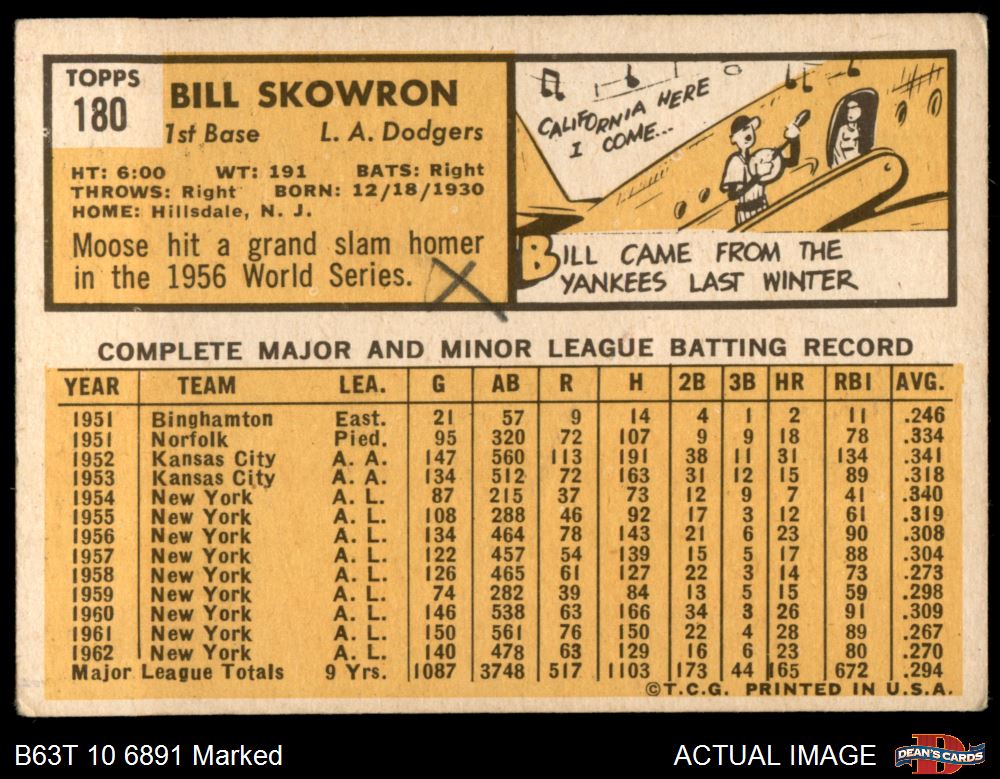 TOPPS
180
BILL SKOWRON
1st Base L. A. Dodgers
HT: 6:00 WT: 191 BATS: Right
THROWS: Right BORN: 12/18/1930
HOME: Hillsdale, N. J.
Moose hit a grand slam homer
in the 1956 World Series.
CALIFORNIA HERE
I COME...
BILL CAME FROM THE
YANKEES LAST WINTER
COMPLETE MAJOR AND MINOR LEAGUE BATTING RECORD
YEAR TEAM LEA. G AB R H 2B 3B HR RBI AVG.
1951 Binghamton East. 21 57 9 14 4 1 2 11 .246
1951 Norfolk Pied. 95 320 72 107 9 9 18 78 .334
1952 Kansas City A. A. 147 560 113 191 38 11 31 134 .341
1953 Kansas City A. A. 134 512 72 163 31 12 15 89 .318
1954 New York A. L. 87 215 37 73 12 9 7 41 .340
1955 New York A. L. 108 288 46 92 17 3 12 61 .319
1956 New York A. L. 134 464 78 143 21 6 23 90 .308
1957 New York A. L. 122 457 54 139 15 5 17 88 .304
1958 New York A. L. 126 465 61 127 22 3 14 73 .273
1959 New York A. L. 74 282 39 84 13 5 15 59 .298
1960 New York A. L. 146 538 63 166 34 3 26 91 .309
1961 New York A. L. 150 561 76 150 22 4 28 89 .267
1962 New York A. L. 140 478 63 129 16 6 23 80 .270
Major League Totals 9 Yrs. 1087 3748 517 1103 173 44 165 672 .294
©T.C.G. PRINTED IN U.S.A.
B63T 10 6891 Marked ACTUAL IMAGE DEAN'S CARDS